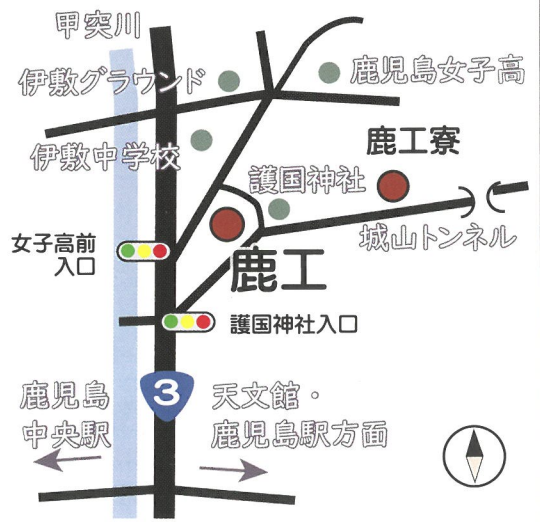 甲突川
伊敷グラウンド
鹿児島女子高
伊敷中学校
鹿工寮
護国神社
女子高前
入口
鹿工
城山トンネル
護国神社入口
3
鹿児島
中央駅
天文館・
鹿児島駅方面